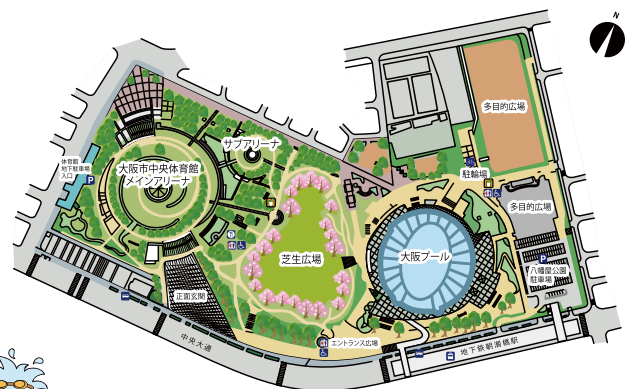 N
多目的広場
サブアリーナ
体育館
地下駐車場
入口
P
大阪市中央体育館
メインアリーナ
駐輪場
多目的広場
芝生広場
大阪プール
P
八幡屋公園
駐車場
正面玄関
エントランス広場
中央大通
地下鉄朝潮橋駅